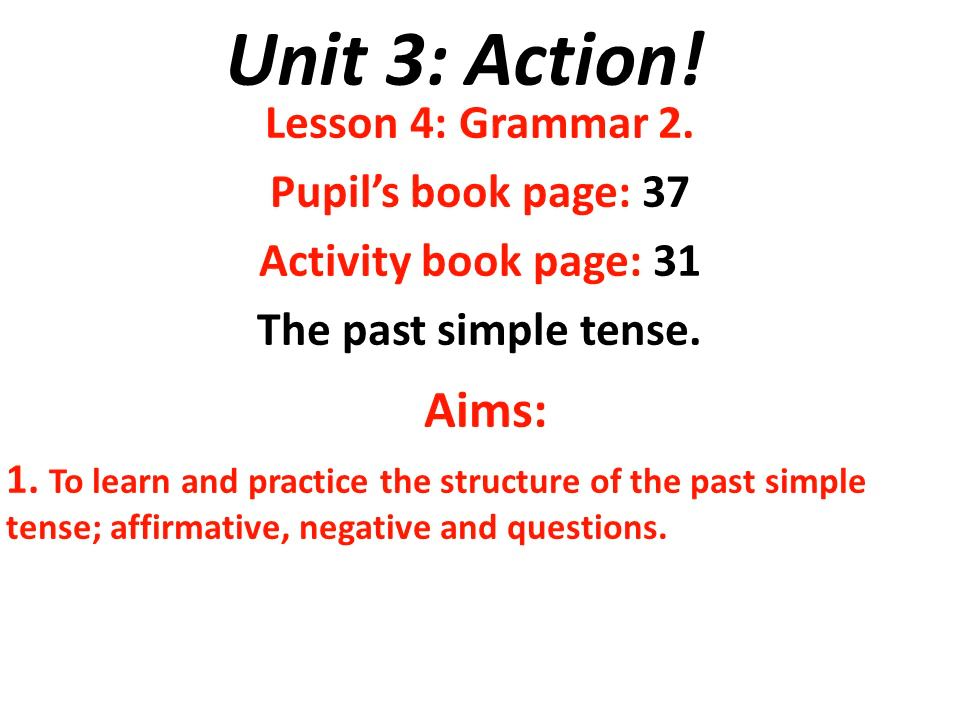 Unit 3: Action!
Lesson 4: Grammar 2.
Pupil’s book page: 37
Activity book page: 31
The past simple tense.
Aims:
1. To learn and practice the structure of the past simple
tense; affirmative, negative and questions.